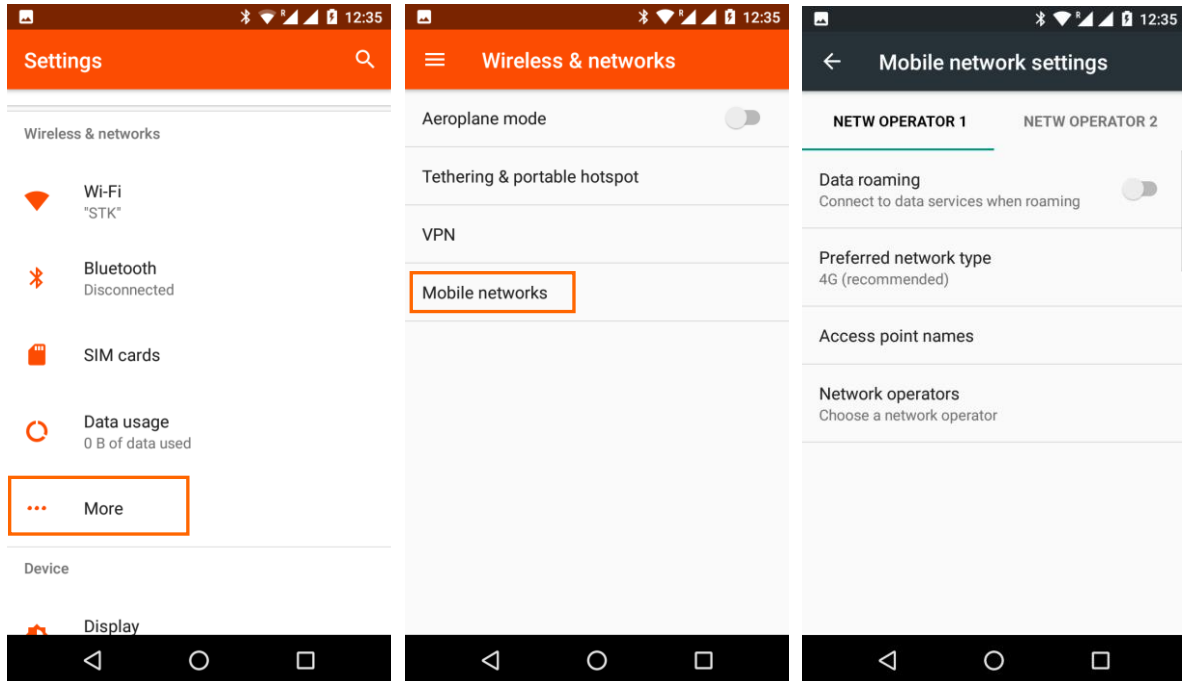 12:35
Settings
Wireless & networks
Wi-Fi
"STK"
Bluetooth
Disconnected
SIM cards
Data usage
0 B of data used
More
Device
Display
R
12:35
Wireless & networks
Aeroplane mode
Tethering & portable hotspot
VPN
Mobile networks
R
12:35
Mobile network settings
NETW OPERATOR 1
NETW OPERATOR 2
Data roaming
Connect to data services when roaming
Preferred network type
4G (recommended)
Access point names
Network operators
Choose a network operator